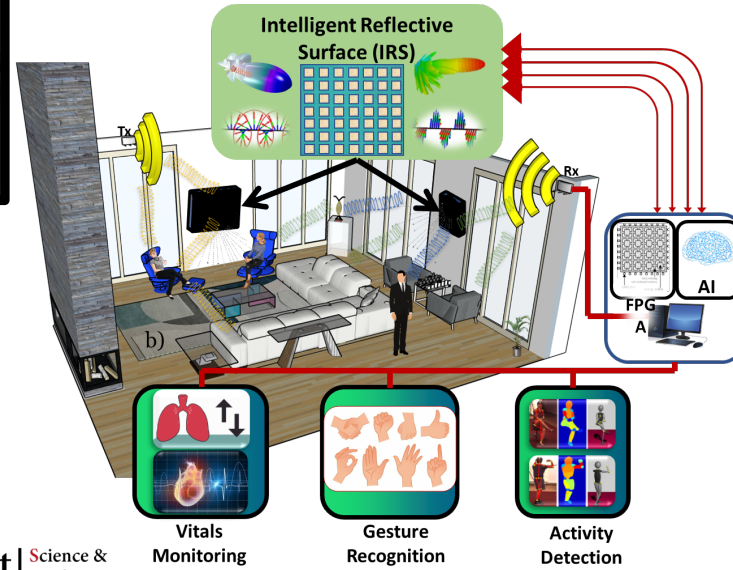 Intelligent Reflective
Surface (IRS)
Tx
Rx
b)
FPG
A
AI
Vitals
Monitoring
Gesture
Recognition
Activity
Detection
Science &